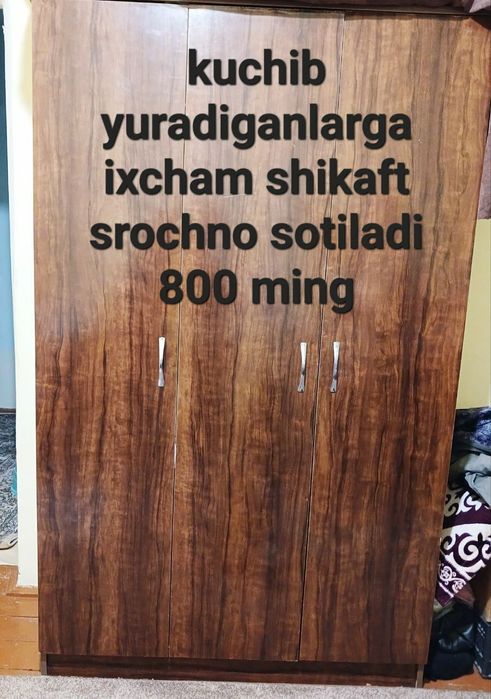 kuchib
yuradiganlarga
ixcham shikaft
srochno sotiladi
800 ming